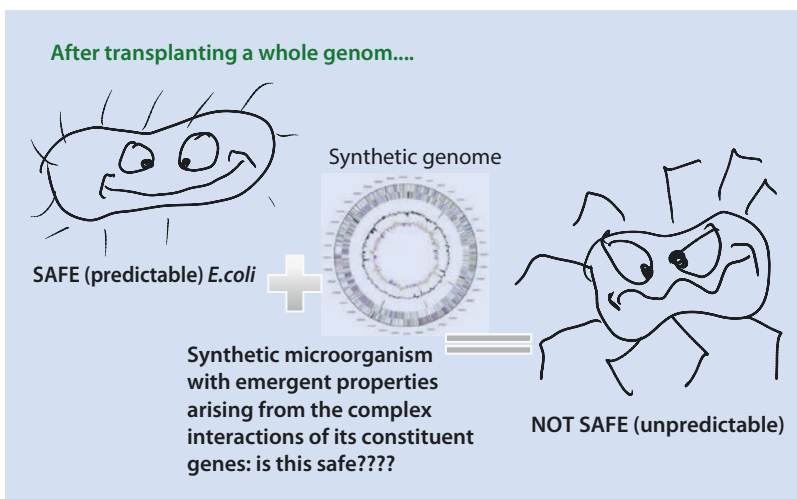 After transplanting a whole genom....
Synthetic genome
SAFE (predictable) E.coli
Synthetic microorganism
with emergent properties
arising from the complex
interactions of its constituent
genes: is this safe????
NOT SAFE (unpredictable)